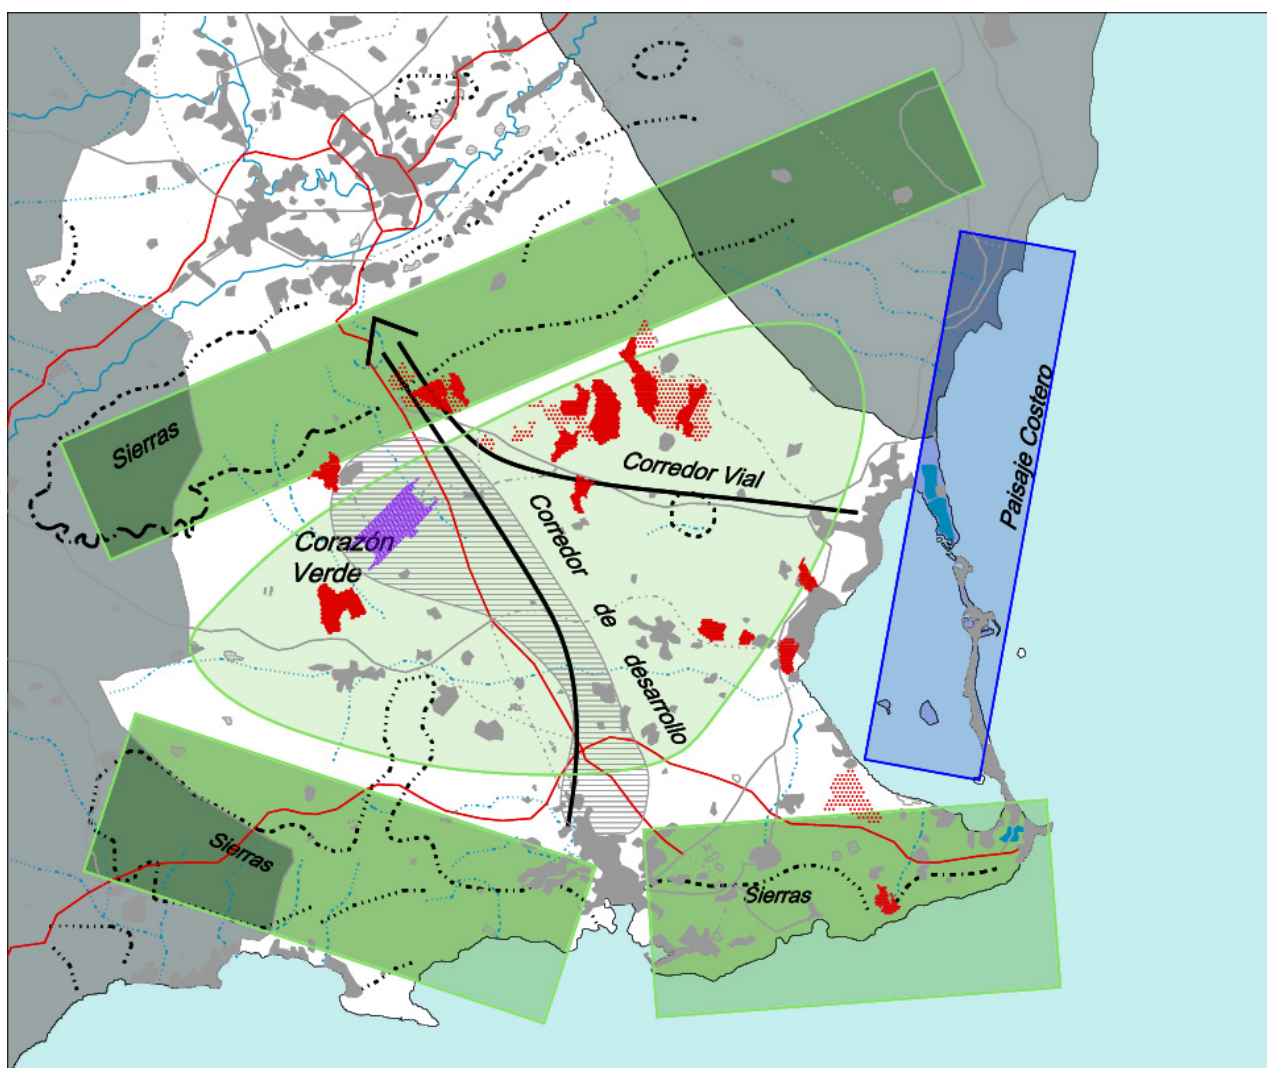 Sierras
Paisaje Costero
Corredor Vial
Corredor
de
desarrollo
Corazón
Verde
Sierras
Sierras